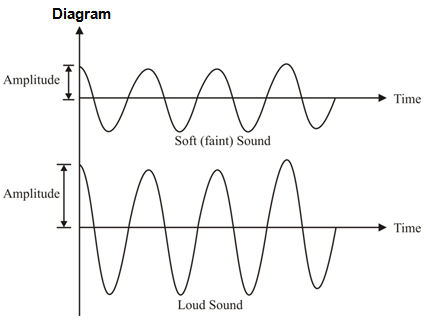 Diagram
Amplitude
Time
Soft (faint) Sound
Amplitude
Time
Loud Sound